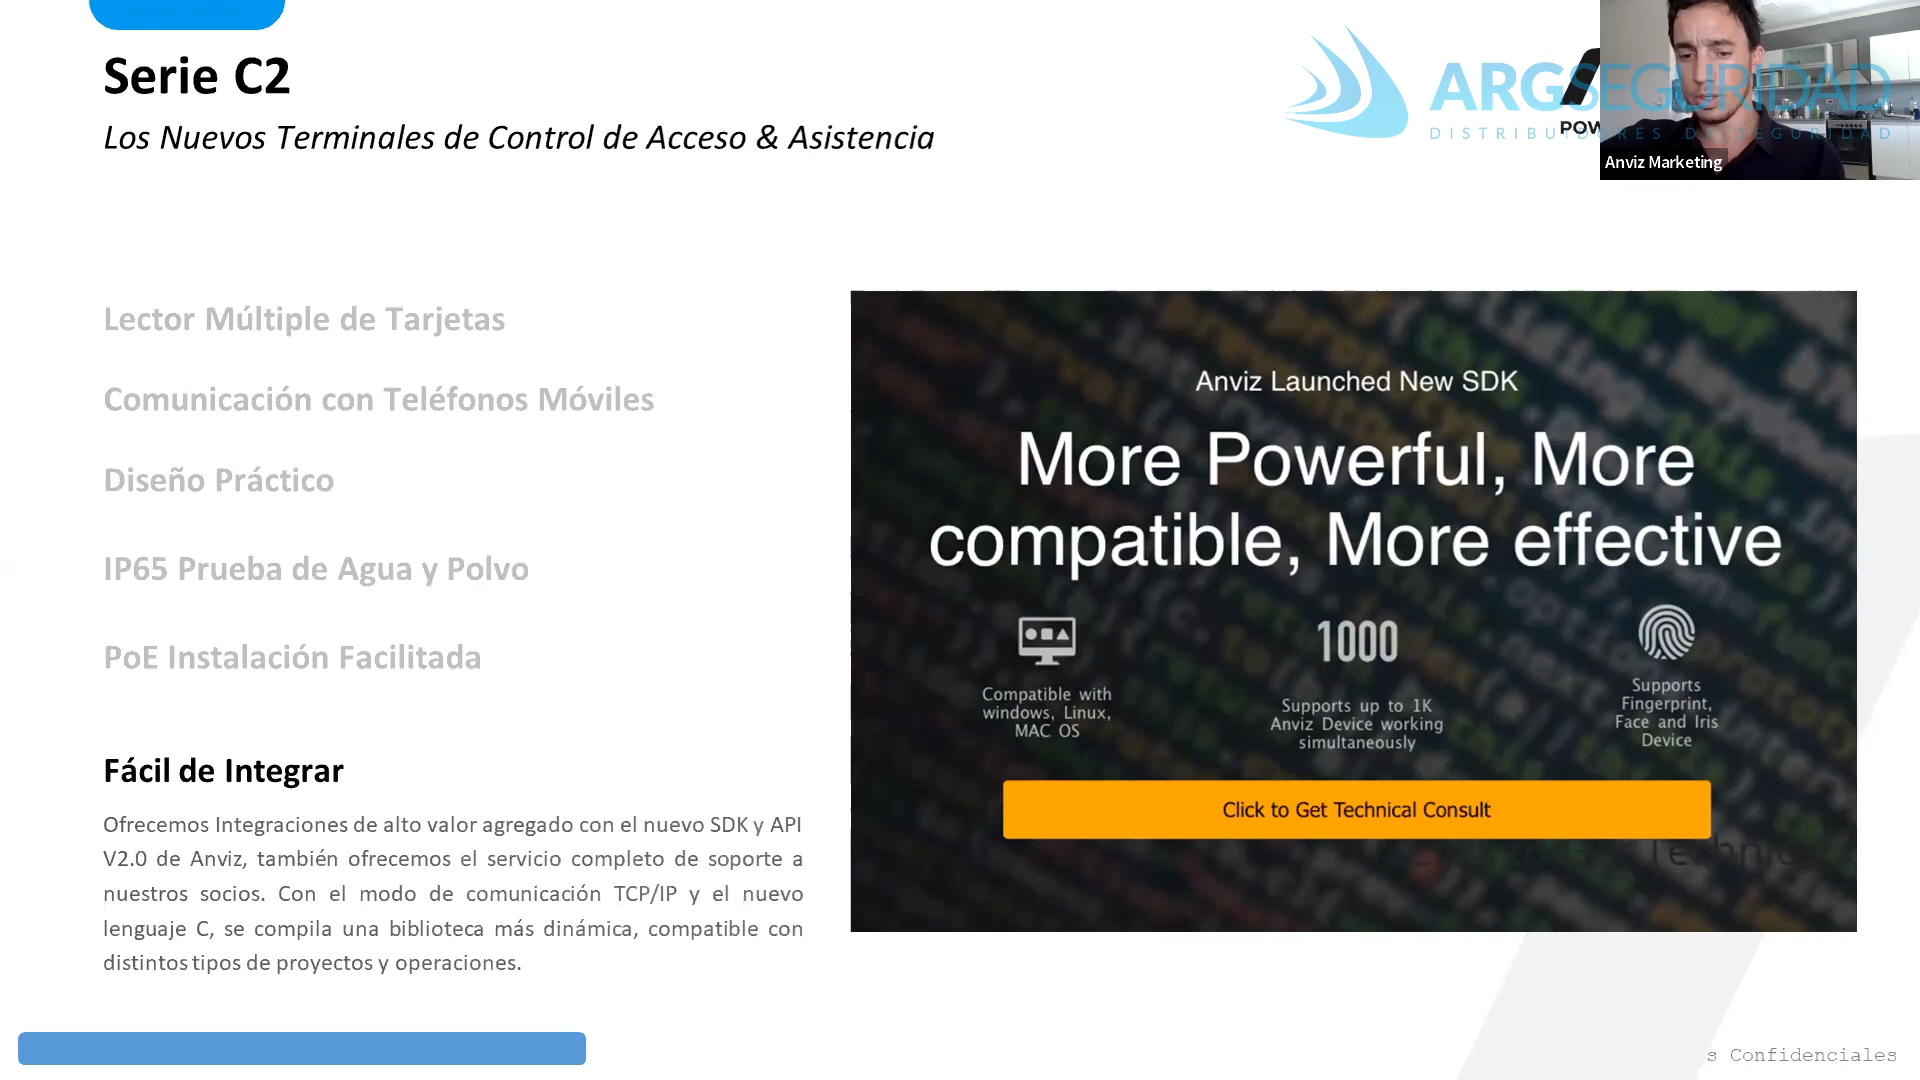 Serie C2
Los Nuevos Terminales de Control de Acceso & Asistencia
ARGSEGURIDAD
DISTRIBUIDORES DE SEGURIDAD
Anviz Marketing
Lector Múltiple de Tarjetas
Comunicación con Teléfonos Móviles
Diseño Práctico
IP65 Prueba de Agua y Polvo
PoE Instalación Facilitada
Fácil de Integrar
Ofrecemos Integraciones de alto valor agregado con el nuevo SDK y API
V2.0 de Anviz, también ofrecemos el servicio completo de soporte a
nuestros socios. Con el modo de comunicación TCP/IP y el nuevo
lenguaje C, se compila una biblioteca más dinámica, compatible con
distintos tipos de proyectos y operaciones.
Anviz Launched New SDK
More Powerful, More
compatible, More effective
Compatible with
windows, Linux,
MAC OS
1000
Supports up to 1K
Anviz Device working
simultaneously
Supports
Fingerprint,
Face and Iris
Device
Click to Get Technical Consult
s Confidenciales